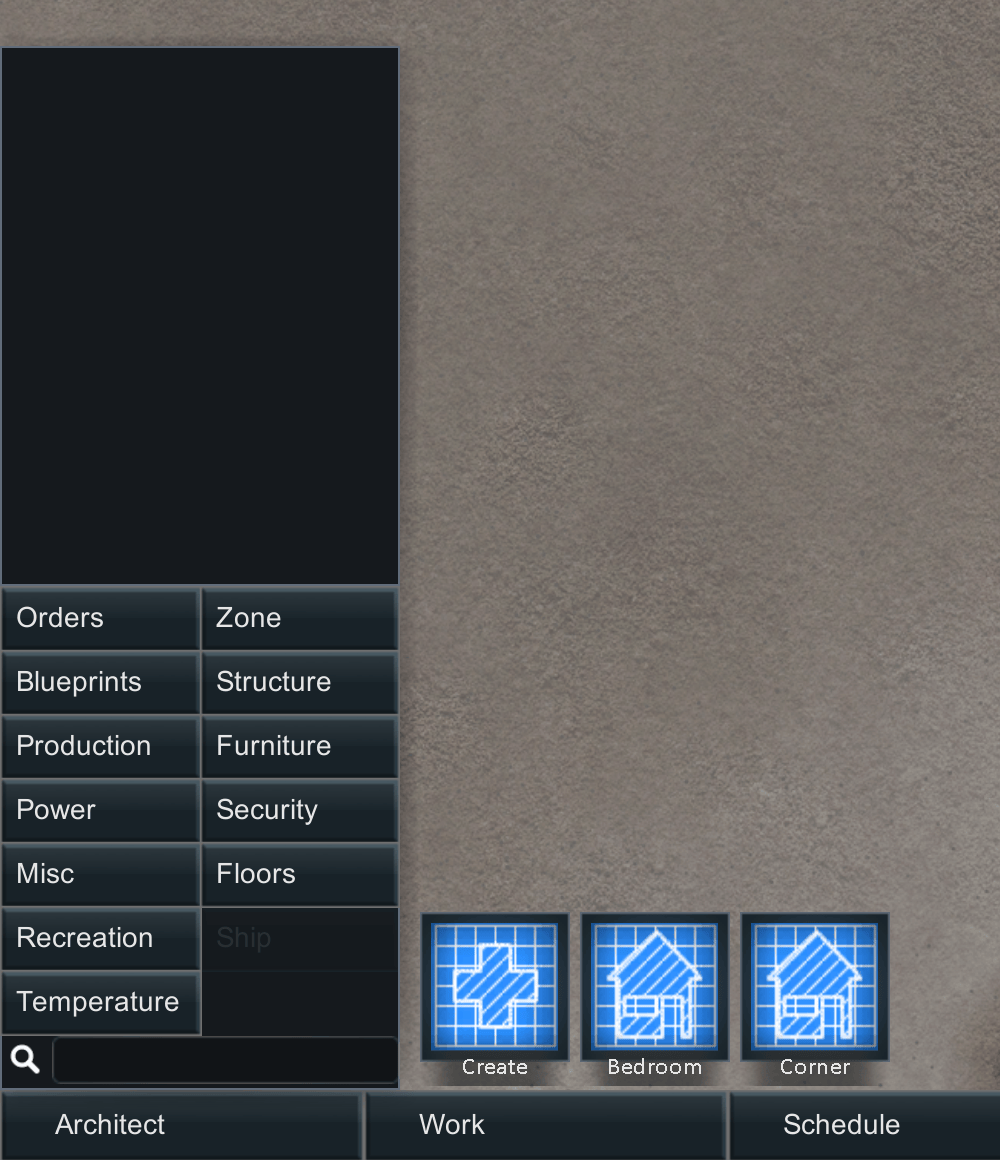 Orders
Zone
Blueprints
Structure
Production
Furniture
Power
Security
Misc
Floors
Recreation
Ship
Temperature
Create
Bedroom
Corner
Architect
Work
Schedule